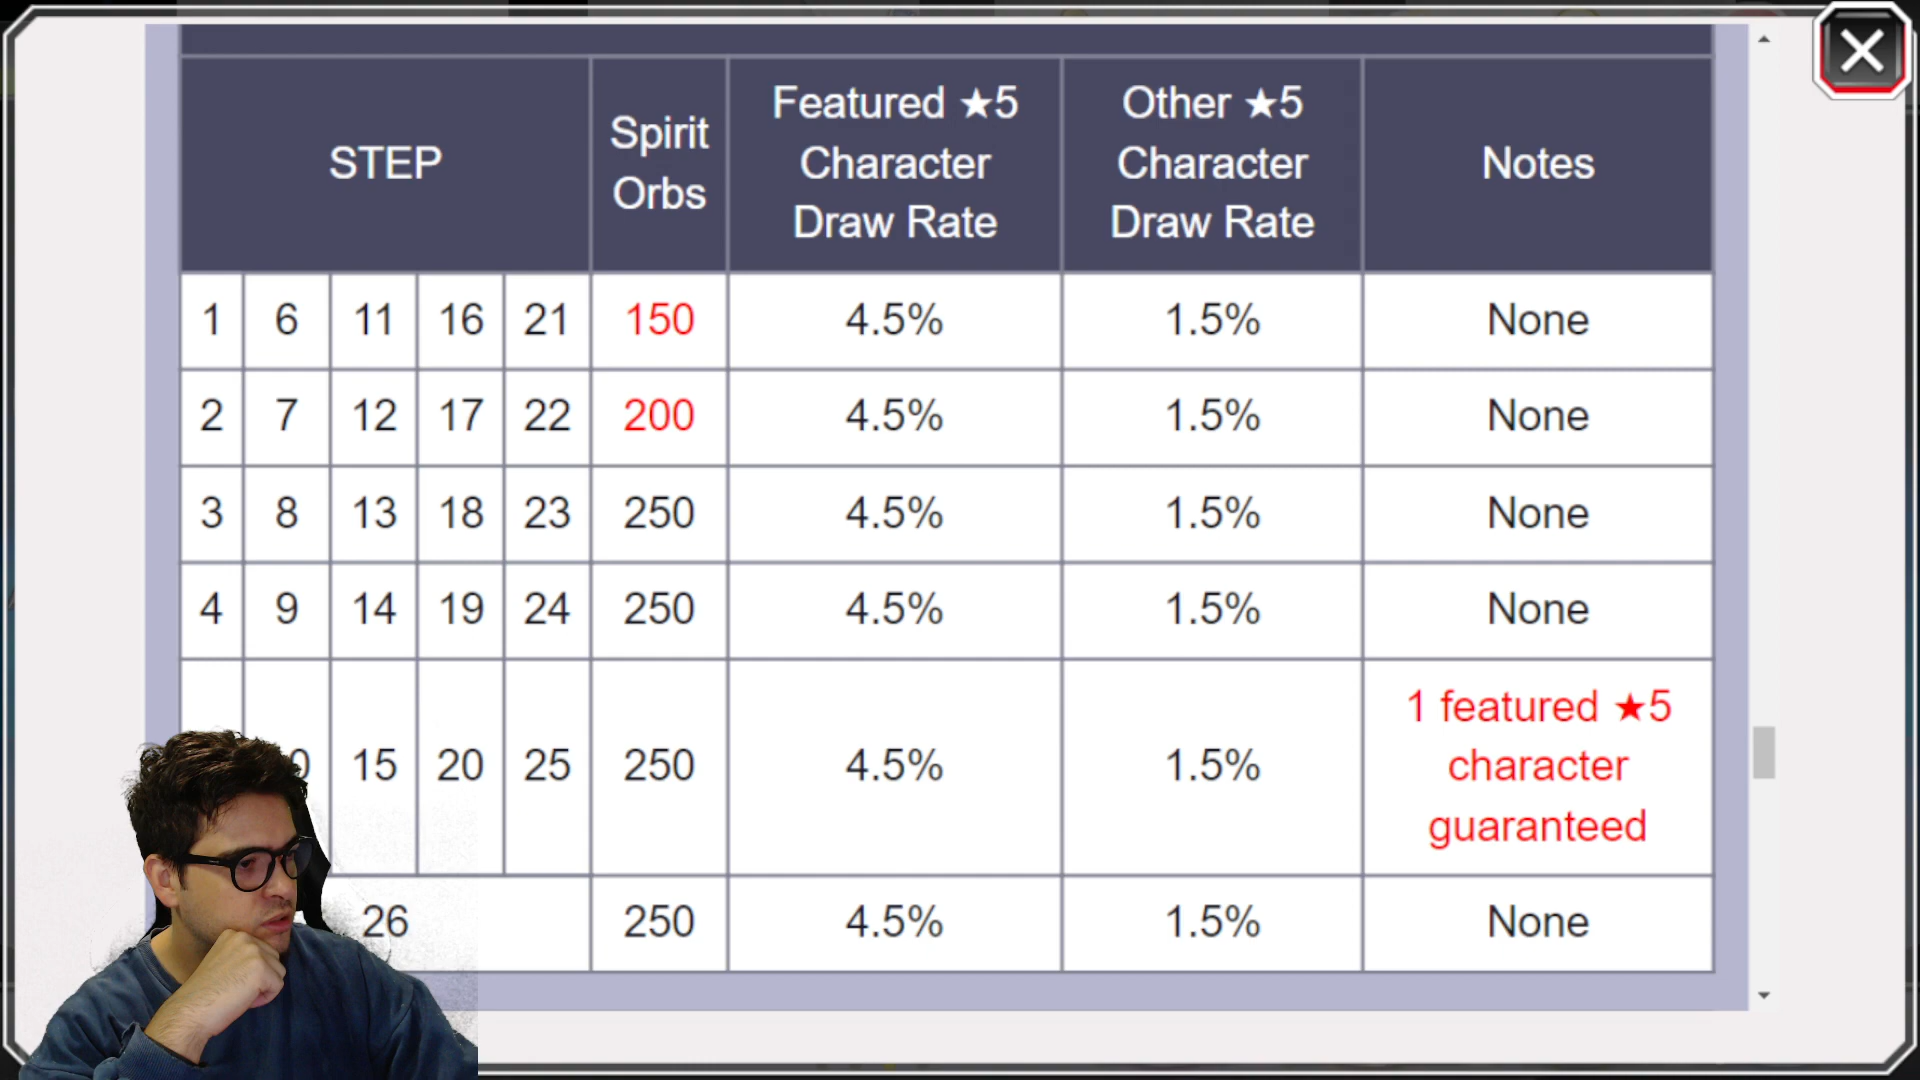 STEP
Spirit
Orbs
Featured ★5
Character
Draw Rate
Other ★5
Character
Draw Rate
Notes
1 6 11 16 21 150 4.5% 1.5% None
2 7 12 17 22 200 4.5% 1.5% None
3 8 13 18 23 250 4.5% 1.5% None
4 9 14 19 24 250 4.5% 1.5% None
15 20 25 250 4.5% 1.5% 1 featured ★5
character
guaranteed
26 250 4.5% 1.5% None